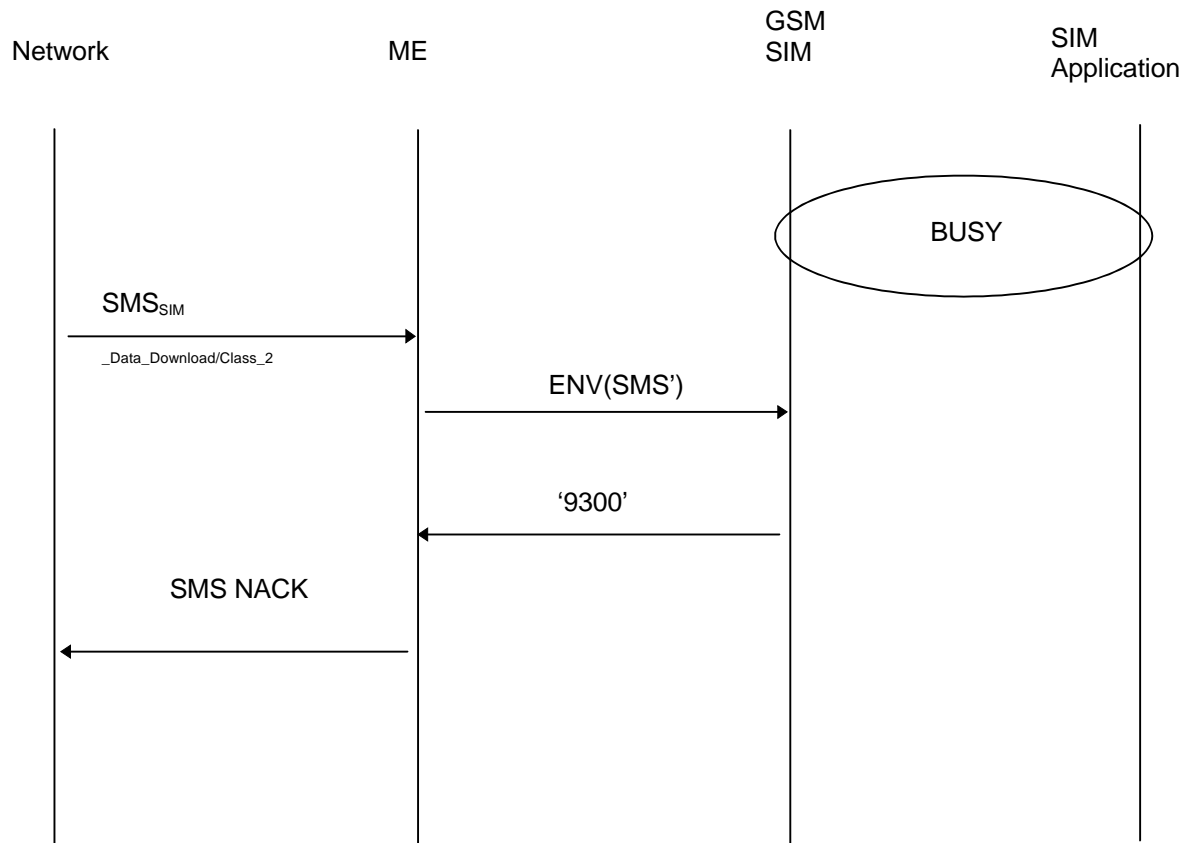 Network
ME
GSM
SIM
SIM
Application
BUSY
SMSSIM
_Data_Download/Class_2
ENV(SMS’)
‘9300’
SMS NACK